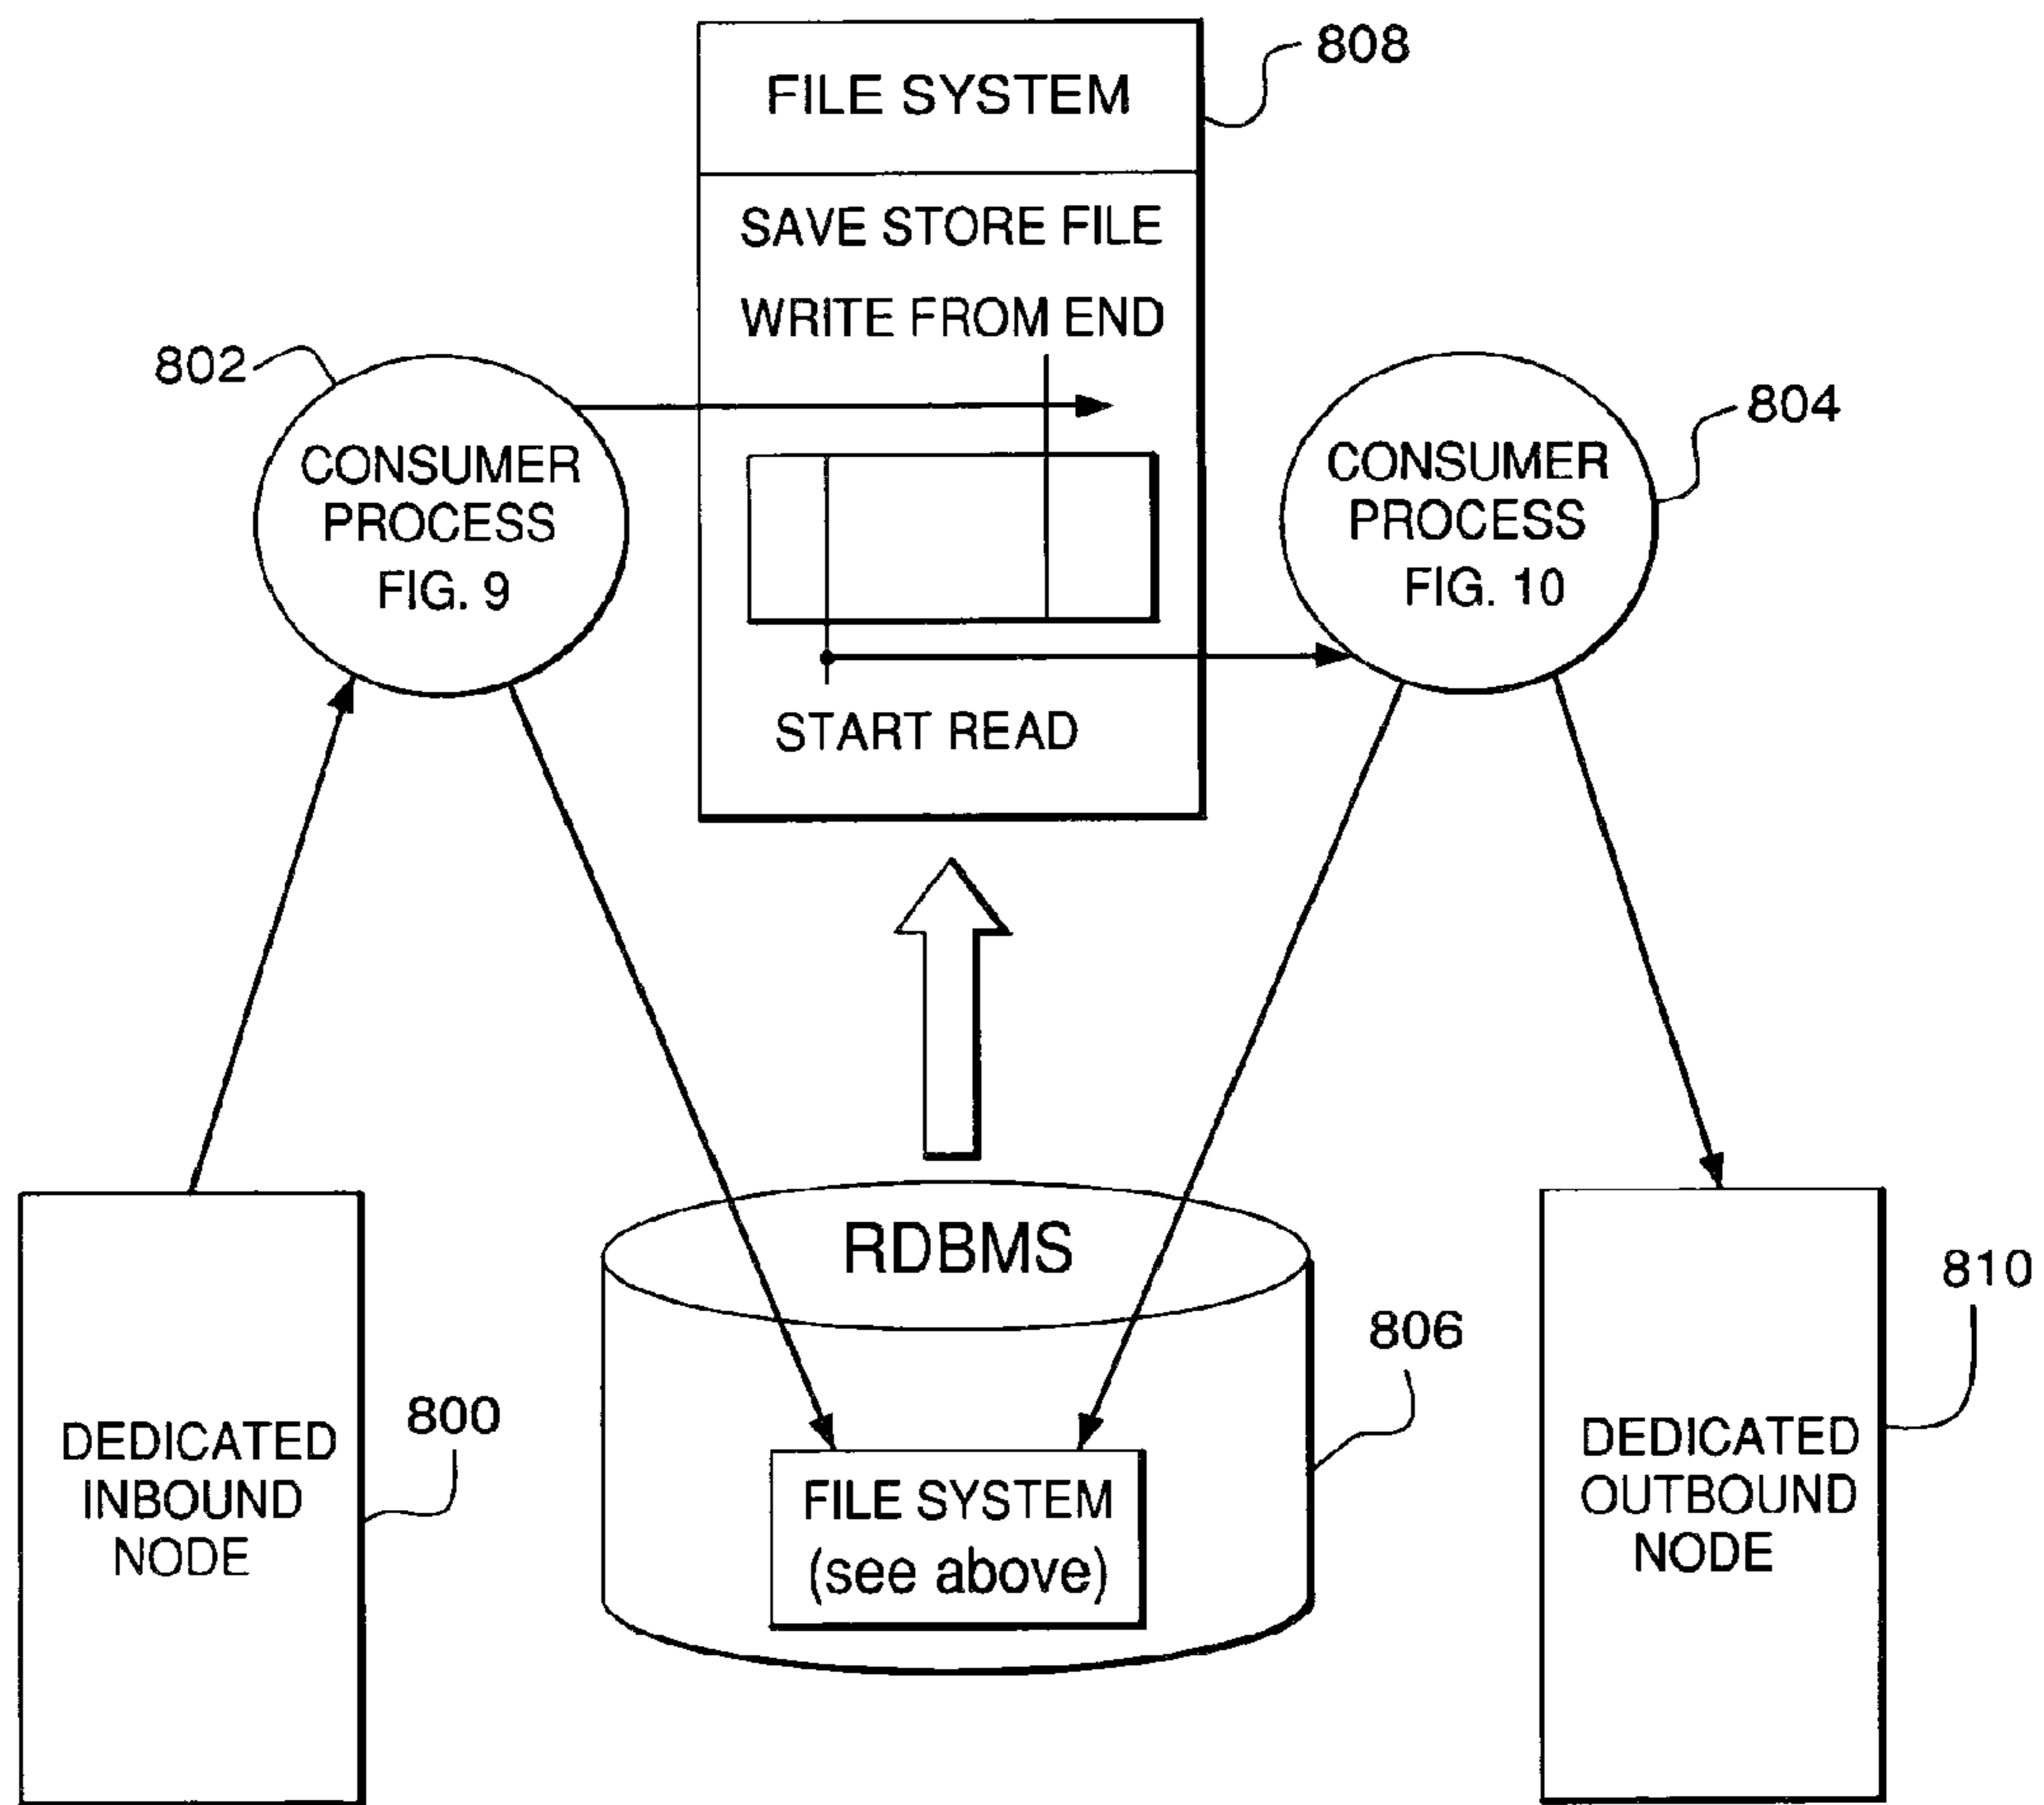 808
FILE SYSTEM
SAVE STORE FILE
WRITE FROM END
802
804
CONSUMER
PROCESS
FIG. 9
CONSUMER
PROCESS
FIG. 10
START READ
RDBMS
810
806
800
DEDICATED
INBOUND
NODE
FILE SYSTEM
(see above)
DEDICATED
OUTBOUND
NODE